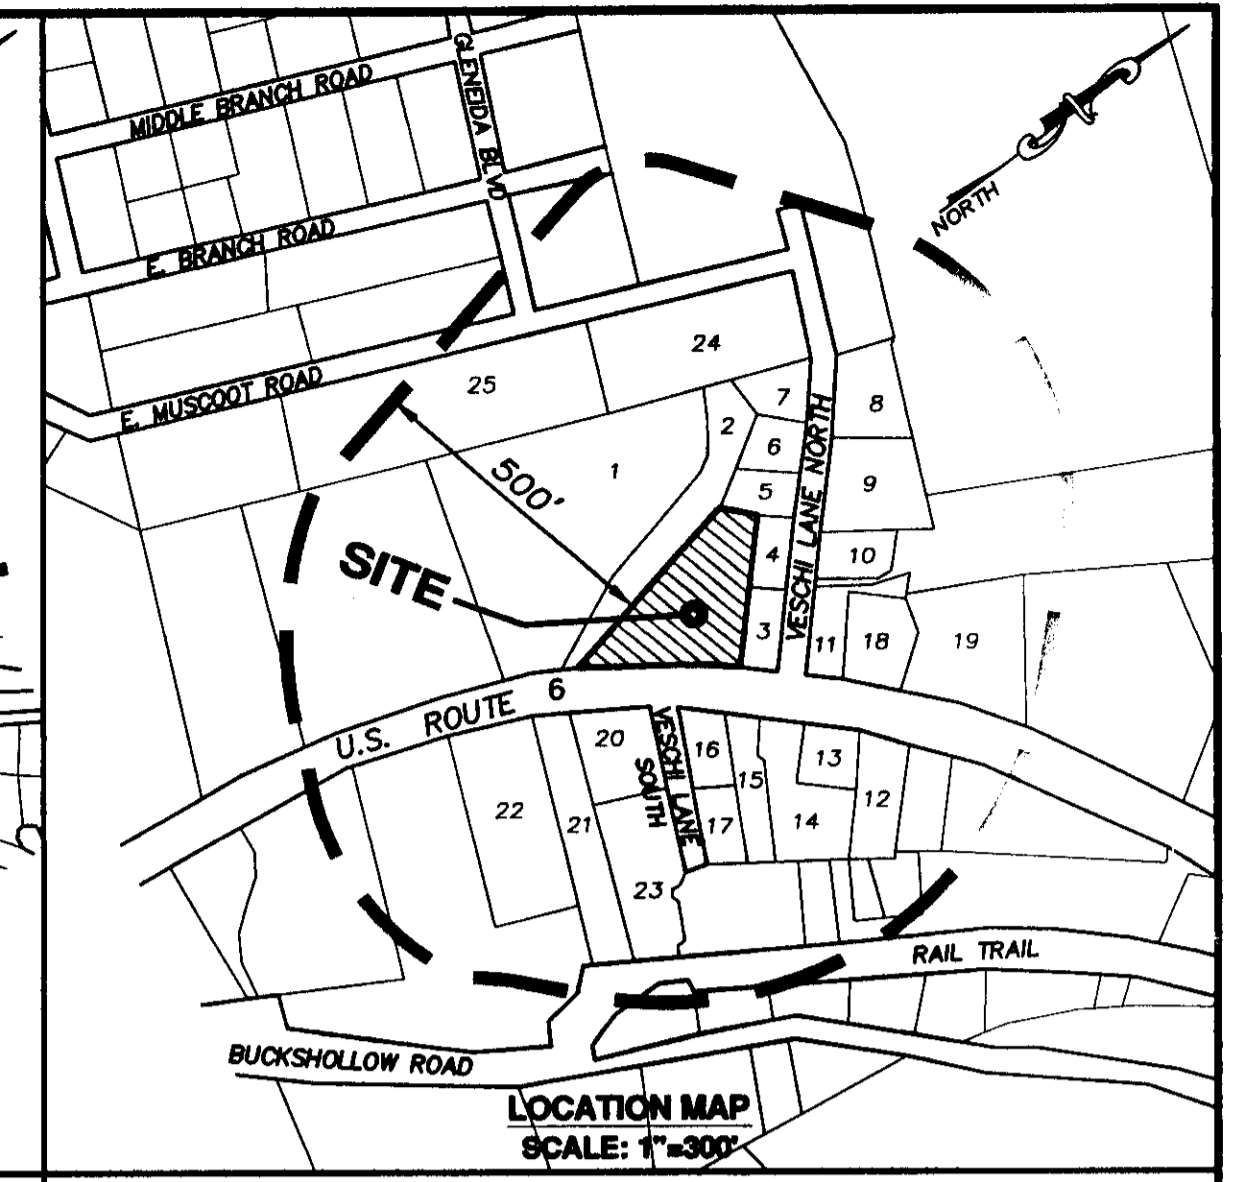 MIDDLE BRANCH ROAD
GLENEIDA BLVD
NORTH
E. BRANCH ROAD
24
E. MUSCOOT ROAD
25
7
8
2
VESCHI LANE NORTH
6
1
500'
5
9
SITE
4
10
3
11
18
19
6
U.S. ROUTE
20
VESCHI LANE
SOUTH
16
13
15
22
21
17
14
12
23
RAIL TRAIL
BUCKSHOLLOW ROAD
LOCATION MAP
SCALE: 1"=300'